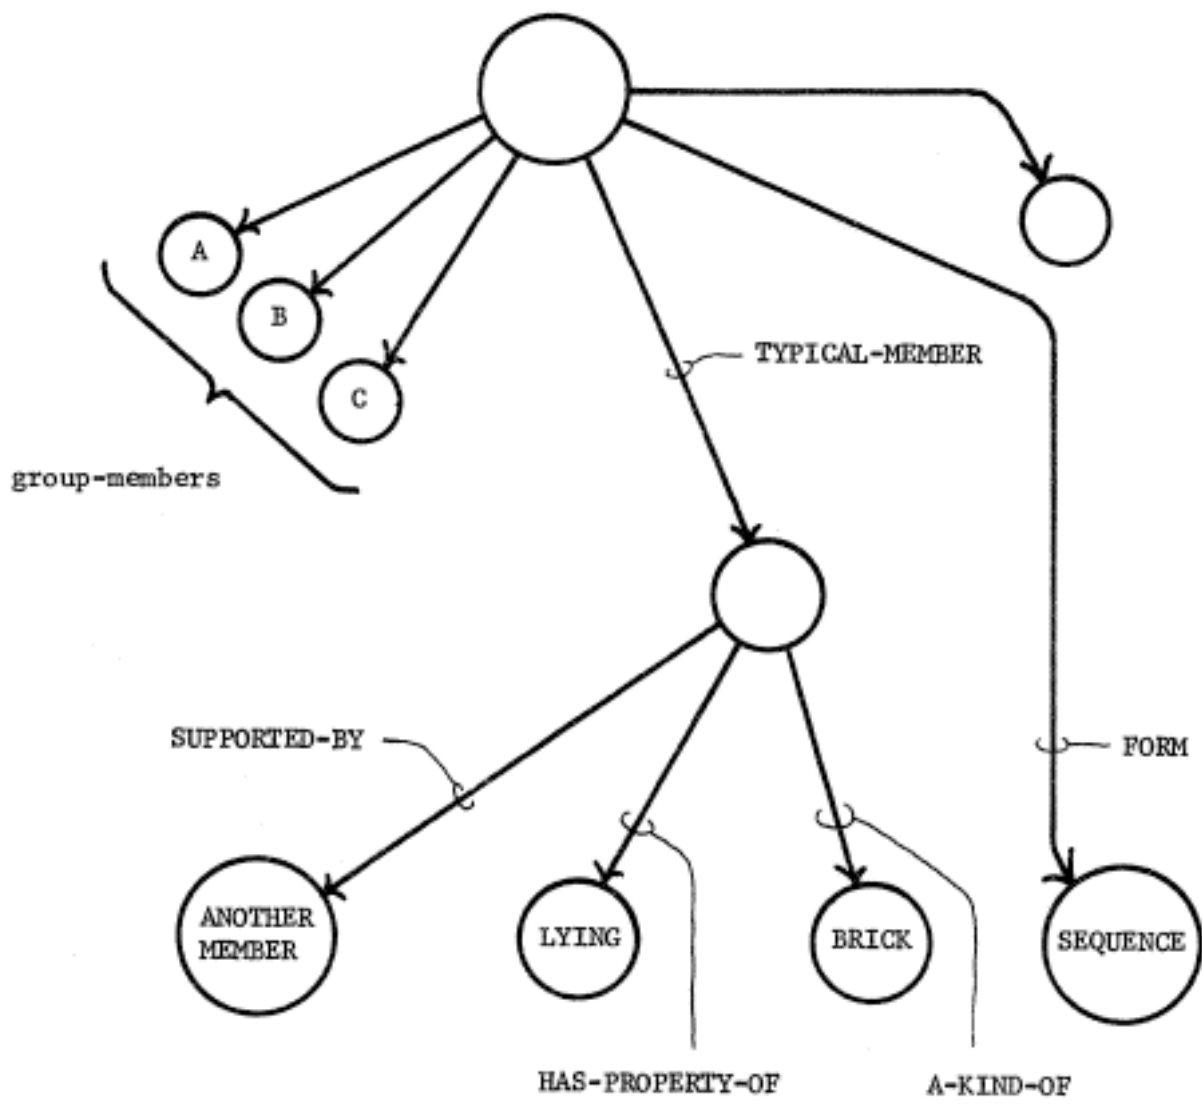 A
B
C
TYPICAL-MEMBER
group-members
SUPPORTED-BY
FORM
ANOTHER
MEMBER
LYING
BRICK
SEQUENCE
HAS-PROPERTY-OF
A-KIND-OF